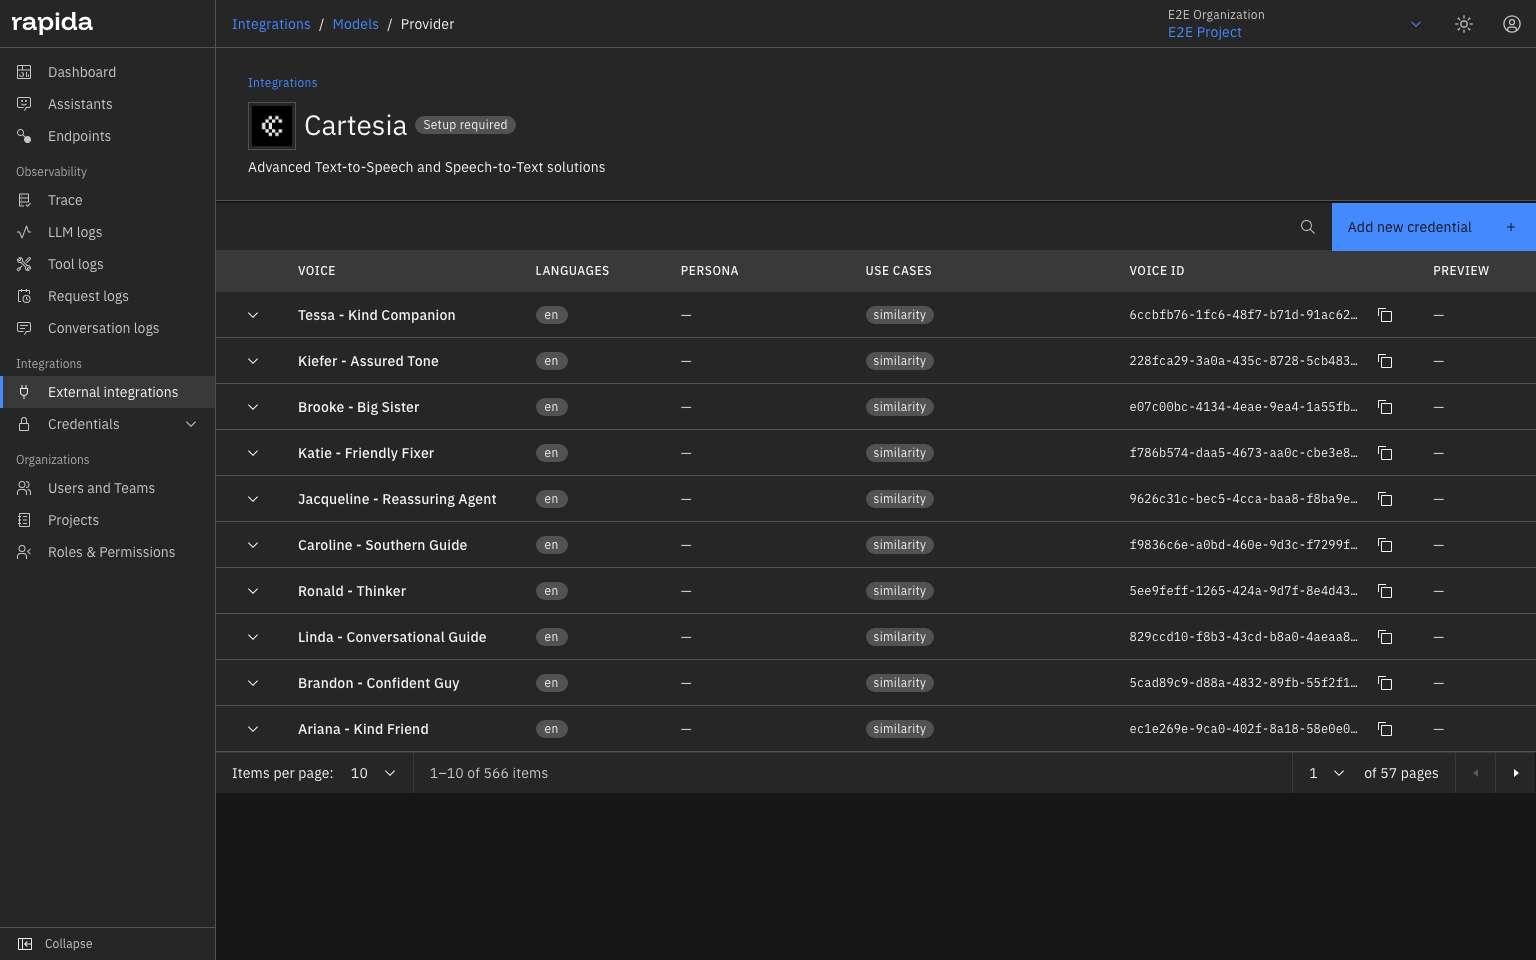 rapida
Integrations / Models / Provider
E2E Organization
E2E Project
Dashboard
Assistants
Endpoints
Observability
Trace
LLM logs
Tool logs
Request logs
Conversation logs
Integrations
External integrations
Credentials
Organizations
Users and Teams
Projects
Roles & Permissions
Collapse
Integrations
Cartesia Setup required
Advanced Text-to-Speech and Speech-to-Text solutions
Add new credential +
VOICE LANGUAGES PERSONA USE CASES VOICE ID PREVIEW
Tessa - Kind Companion en — similarity 6ccbfb76-1fc6-48f7-b71d-91ac62… —
Kiefer - Assured Tone en — similarity 228fca29-3a0a-435c-8728-5cb483… —
Brooke - Big Sister en — similarity e07c00bc-4134-4eae-9ea4-1a55fb… —
Katie - Friendly Fixer en — similarity f786b574-daa5-4673-aa0c-cbe3e8… —
Jacqueline - Reassuring Agent en — similarity 9626c31c-bec5-4cca-baa8-f8ba9e… —
Caroline - Southern Guide en — similarity f9836c6e-a0bd-460e-9d3c-f7299f… —
Ronald - Thinker en — similarity 5ee9feff-1265-424a-9d7f-8e4d43… —
Linda - Conversational Guide en — similarity 829ccd10-f8b3-43cd-b8a0-4aeaa8… —
Brandon - Confident Guy en — similarity 5cad89c9-d88a-4832-89fb-55f2f1… —
Ariana - Kind Friend en — similarity ec1e269e-9ca0-402f-8a18-58e0e0… —
Items per page: 10 1–10 of 566 items 1 of 57 pages